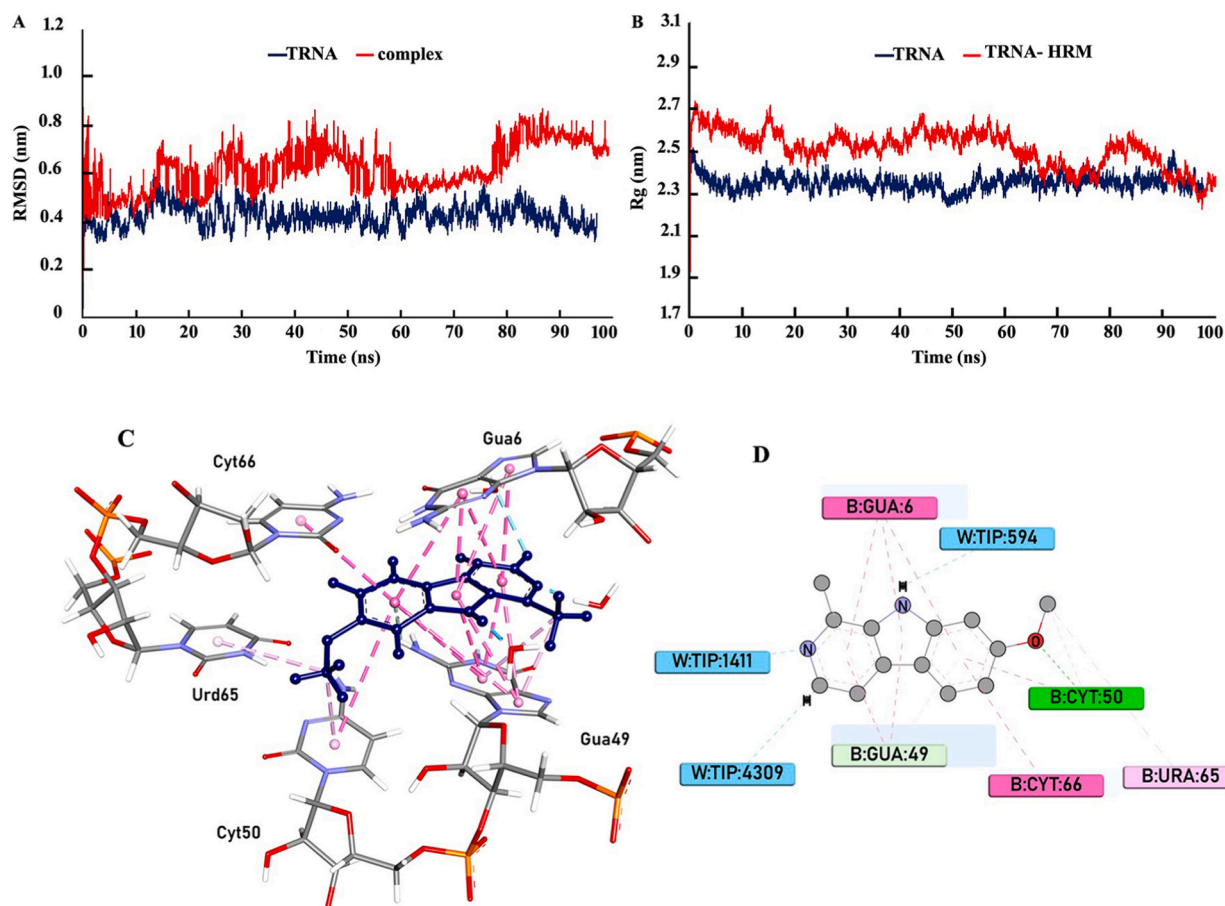 A
TRNA complex
RMSD (nm)
1.2
1.0
0.8
0.6
0.4
0.2
0
0 10 20 30 40 50 60 70 80 90 100
Time (ns)
B
TRNA TRNA- HRM
Rg (nm)
3.1
2.9
2.7
2.5
2.3
2.1
1.9
1.7
0 10 20 30 40 50 60 70 80 90 100
Time (ns)
C
Cyt66
Gua6
Urd65
Gua49
Cyt50
D
B:GUA:6
W:TIP:594
H
N
N
O
W:TIP:1411
B:CYT:50
H
B:GUA:49
W:TIP:4309
B:CYT:66
B:URA:65